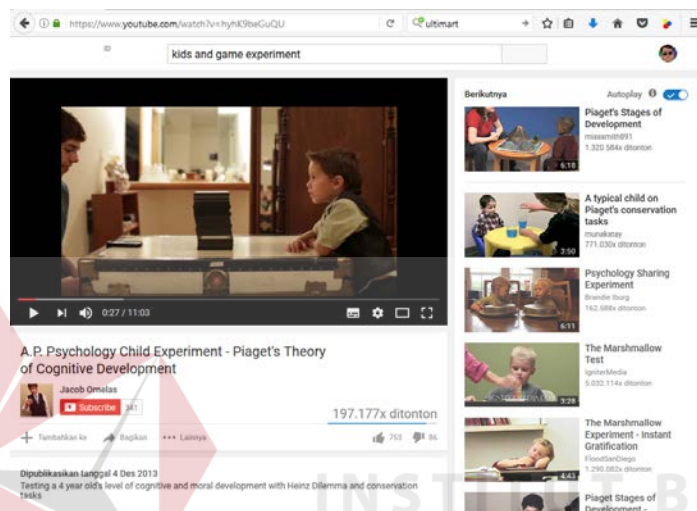 https://www.youtube.com/watch?v=hyhK9beGuQU
ultimart
ID
kids and game experiment
0:27 / 11:03
A.P. Psychology Child Experiment - Piaget's Theory
of Cognitive Development
Jacob Ornelas
Subscribe 341
197.177x ditonton
Tambahkan ke Bagikan Lainnya
753 86
Dipublikasikan tanggal 4 Des 2013
Testing a 4 year old's level of cognitive and moral development with Heinz Dilemma and conservation
tasks
Berikutnya Autoplay
Piaget's Stages of
Development
misssmith891
1.320.584x ditonton
6:18
A typical child on
Piaget's conservation
tasks
munakatay
771.030x ditonton
3:50
Psychology Sharing
Experiment
Brandie Iburg
162.588x ditonton
6:11
The Marshmallow
Test
IgniterMedia
5.032.114x ditonton
3:28
The Marshmallow
Experiment - Instant
Gratification
FloodSanDiego
1.290.082x ditonton
4:43
Piaget Stages of
Development -
INSTITUT B